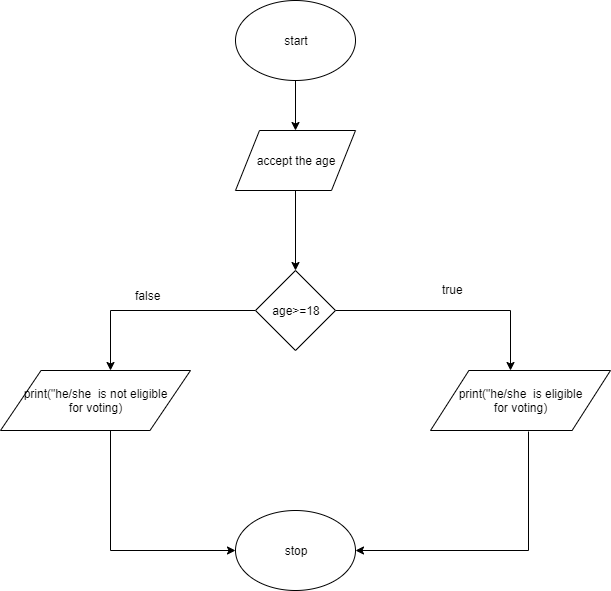 start
accept the age
age>=18
false
true
print("he/she  is not eligible
for voting)
print("he/she  is eligible
for voting)
stop